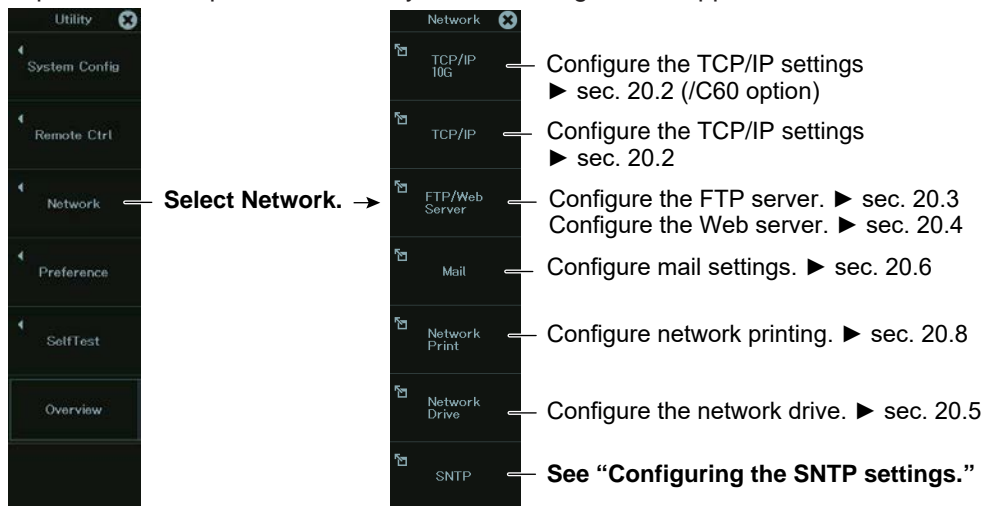 Utility
System Config
Remote Ctrl
Network
Preference
SelfTest
Overview
Select Network.
Network
TCP/IP
10G
Configure the TCP/IP settings
► sec. 20.2 (/C60 option)
TCP/IP
Configure the TCP/IP settings
► sec. 20.2
FTP/Web
Server
Configure the FTP server. ► sec. 20.3
Configure the Web server. ► sec. 20.4
Mail
Configure mail settings. ► sec. 20.6
Network
Print
Configure network printing. ► sec. 20.8
Network
Drive
Configure the network drive. ► sec. 20.5
SNTP
See “Configuring the SNTP settings.”